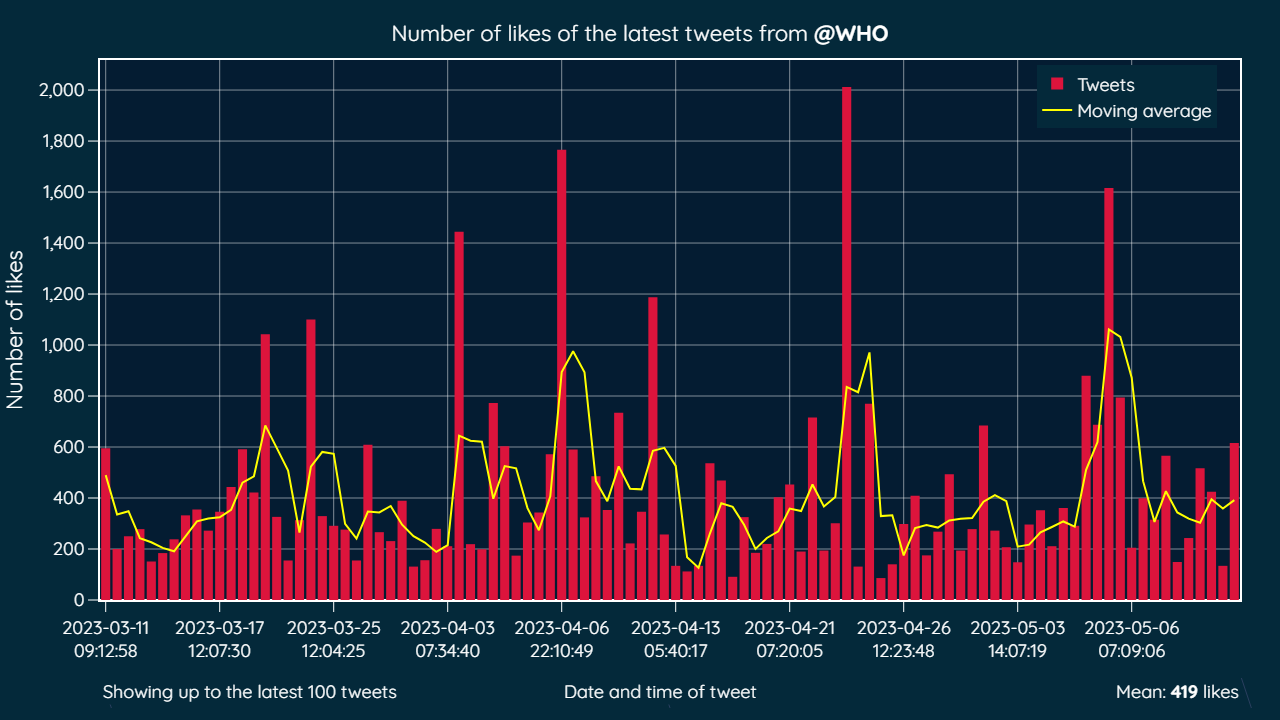 Number of likes of the latest tweets from @WHO
Tweets
Moving average
Number of likes
2,000
1,800
1,600
1,400
1,200
1,000
800
600
400
200
0
2023-03-11 2023-03-17 2023-03-25 2023-04-03 2023-04-06 2023-04-13 2023-04-21 2023-04-26 2023-05-03 2023-05-06
09:12:58 12:07:30 12:04:25 07:34:40 22:10:49 05:40:17 07:20:05 12:23:48 14:07:19 07:09:06
Showing up to the latest 100 tweets
Date and time of tweet
Mean: 419 likes